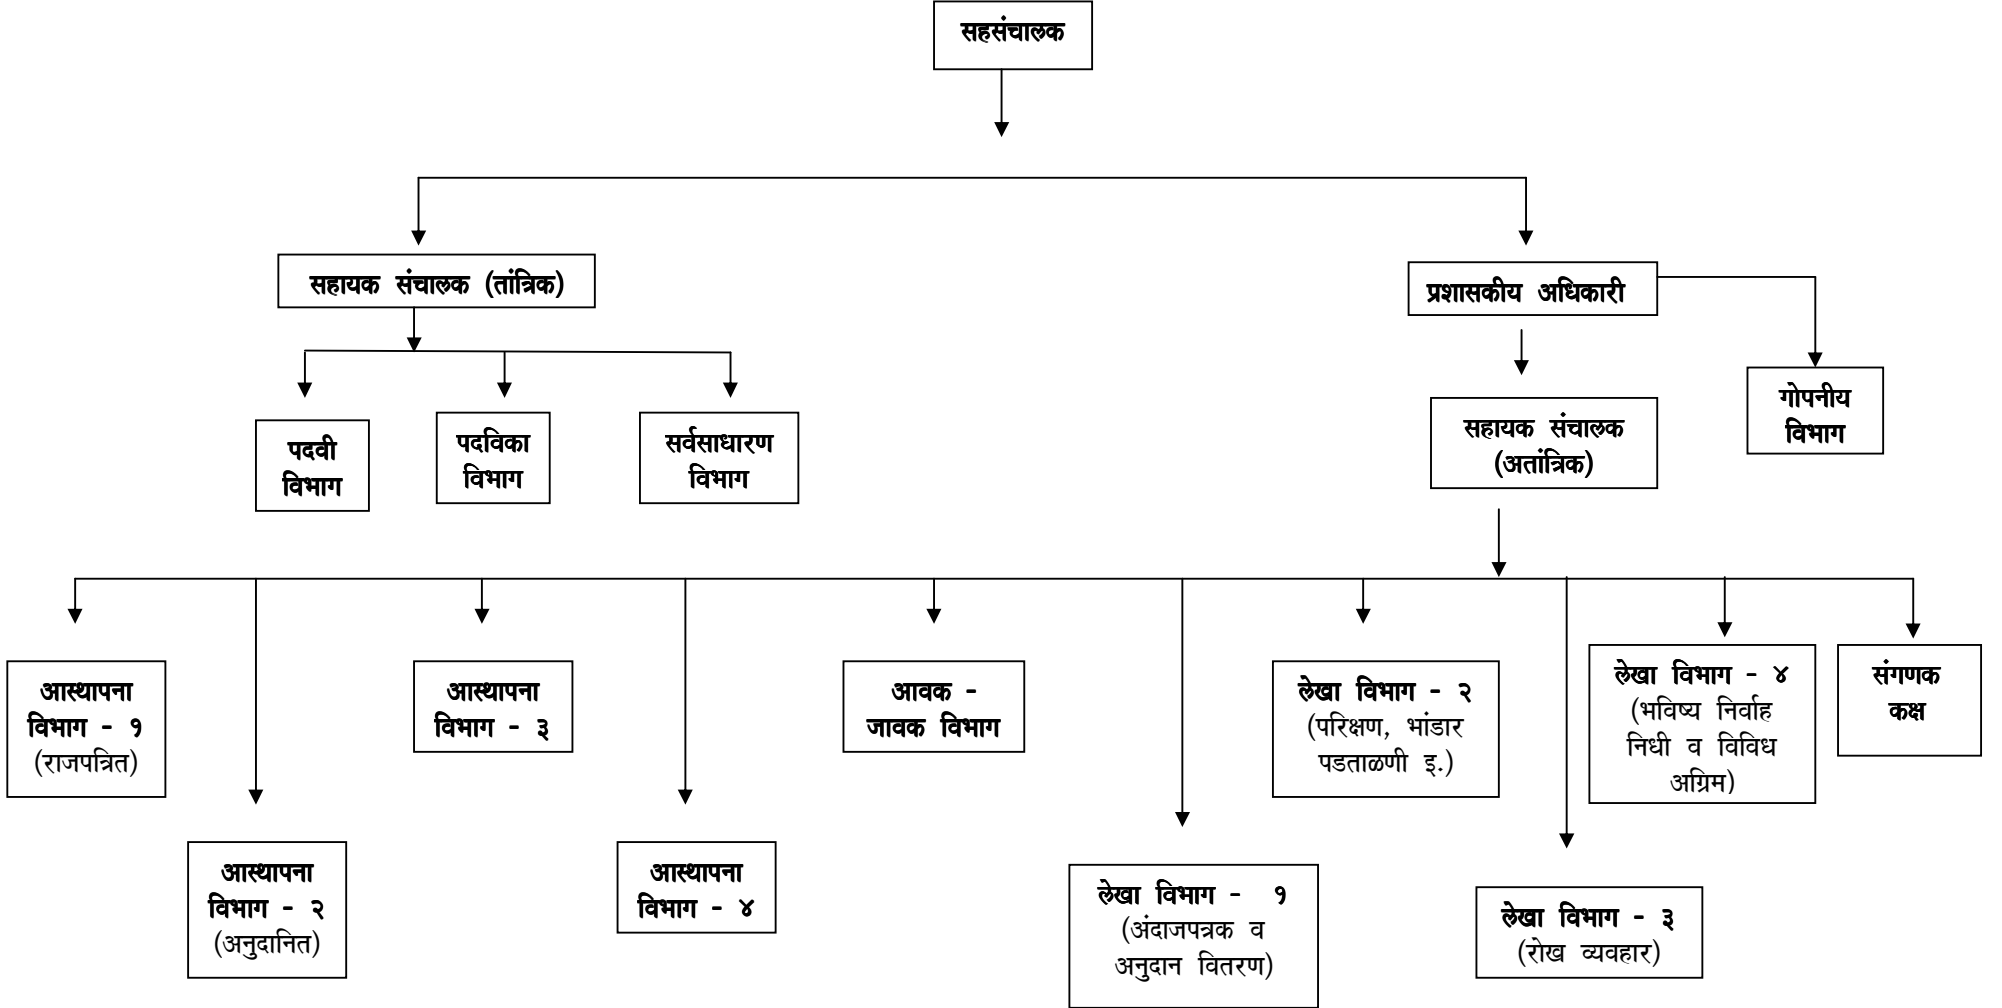 सहसंचालक
सहायक संचालक (तांत्रिक)
प्रशासकीय अधिकारी
पदवी
विभाग
पदविका
विभाग
सर्वसाधारण
विभाग
सहायक संचालक
(अतांत्रिक)
गोपनीय
विभाग
आस्थापना
विभाग - १
(राजपत्रित)
आस्थापना
विभाग - २
(अनुदानित)
आस्थापना
विभाग - ३
आस्थापना
विभाग - ४
आवक -
जावक विभाग
लेखा विभाग - १
(अंदाजपत्रक व
अनुदान वितरण)
लेखा विभाग - २
(परिक्षण, भांडार
पडताळणी इ.)
लेखा विभाग - ३
(रोख व्यवहार)
लेखा विभाग - ४
(भविष्य निर्वाह
निधी व विविध
अग्रिम)
संगणक
कक्ष